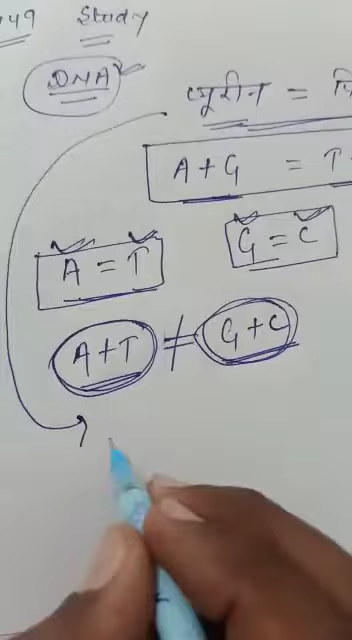 Study
DNA
प्यूरीन =
A+G = T
A = T
G = C
A+T ≠ G+C